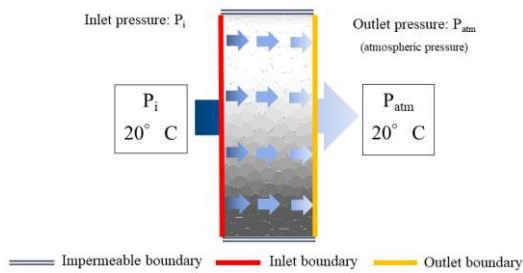 Inlet pressure: Pi
Outlet pressure: Patm
(atmospheric pressure)
Pi
20° C
Patm
20° C
Impermeable boundary
Inlet boundary
Outlet boundary